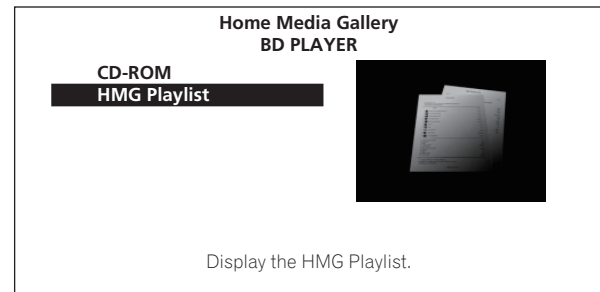 Home Media Gallery
BD PLAYER
CD-ROM
HMG Playlist
Display the HMG Playlist.